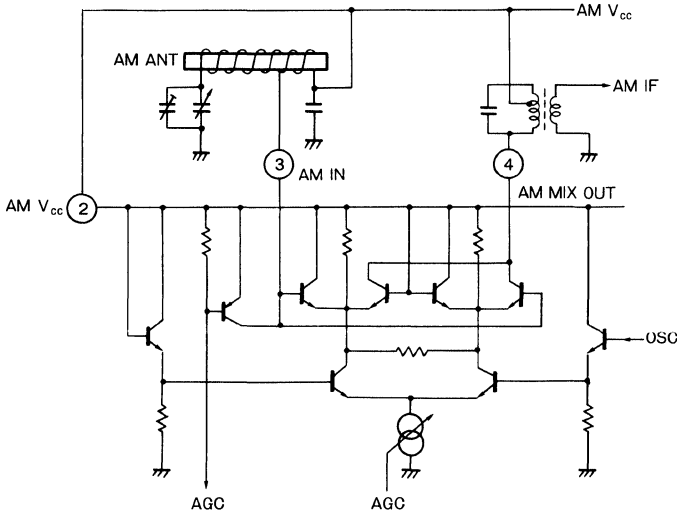 AM Vcc
AM ANT
AM IF
3
AM IN
4
AM MIX OUT
AM Vcc 2
OSC
AGC
AGC